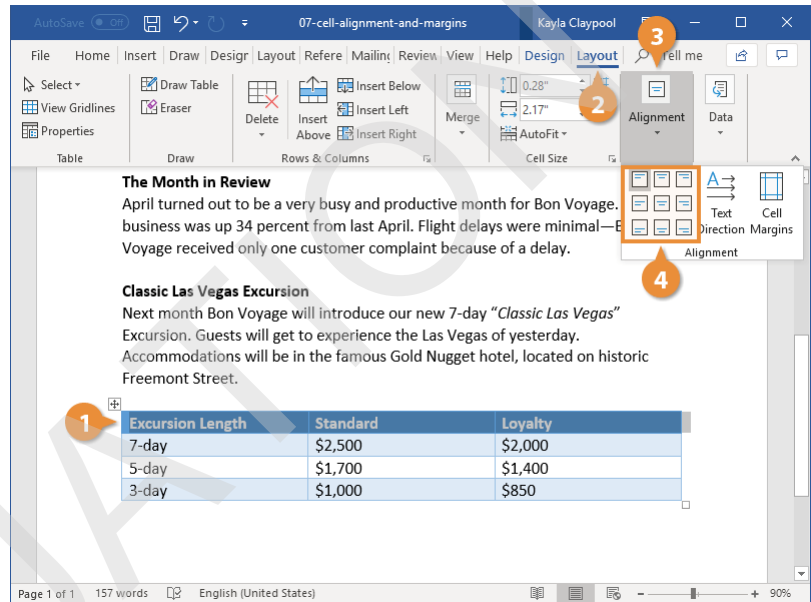 AutoSave Off 07-cell-alignment-and-margins Kayla Claypool
File Home Insert Draw Desigr Layout Refere Mailing Review View Help Design Layout Tell me
3
2
Select
View Gridlines
Properties
Table
Draw Table
Eraser
Draw
Delete
Insert Above
Insert Below
Insert Left
Insert Right
Rows & Columns
Merge
0.28"
2.17"
AutoFit
Cell Size
Alignment
Data
Text Direction
Cell Margins
Alignment
4
The Month in Review
April turned out to be a very busy and productive month for Bon Voyage.
business was up 34 percent from last April. Flight delays were minimal—
Voyage received only one customer complaint because of a delay.
Classic Las Vegas Excursion
Next month Bon Voyage will introduce our new 7-day “Classic Las Vegas”
Excursion. Guests will get to experience the Las Vegas of yesterday.
Accommodations will be in the famous Gold Nugget hotel, located on historic
Freemont Street.
1
Excursion Length Standard Loyalty
7-day $2,500 $2,000
5-day $1,700 $1,400
3-day $1,000 $850
Page 1 of 1 157 words English (United States) 90%